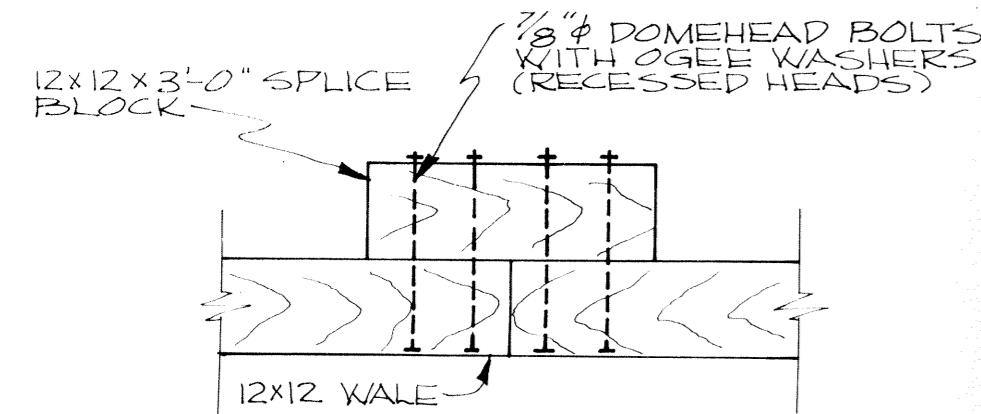 7/8"φ DOMEHEAD BOLTS
WITH OGEE WASHERS
(RECESSED HEADS)
12x12x3'-0" SPLICE
BLOCK
12x12 WALE